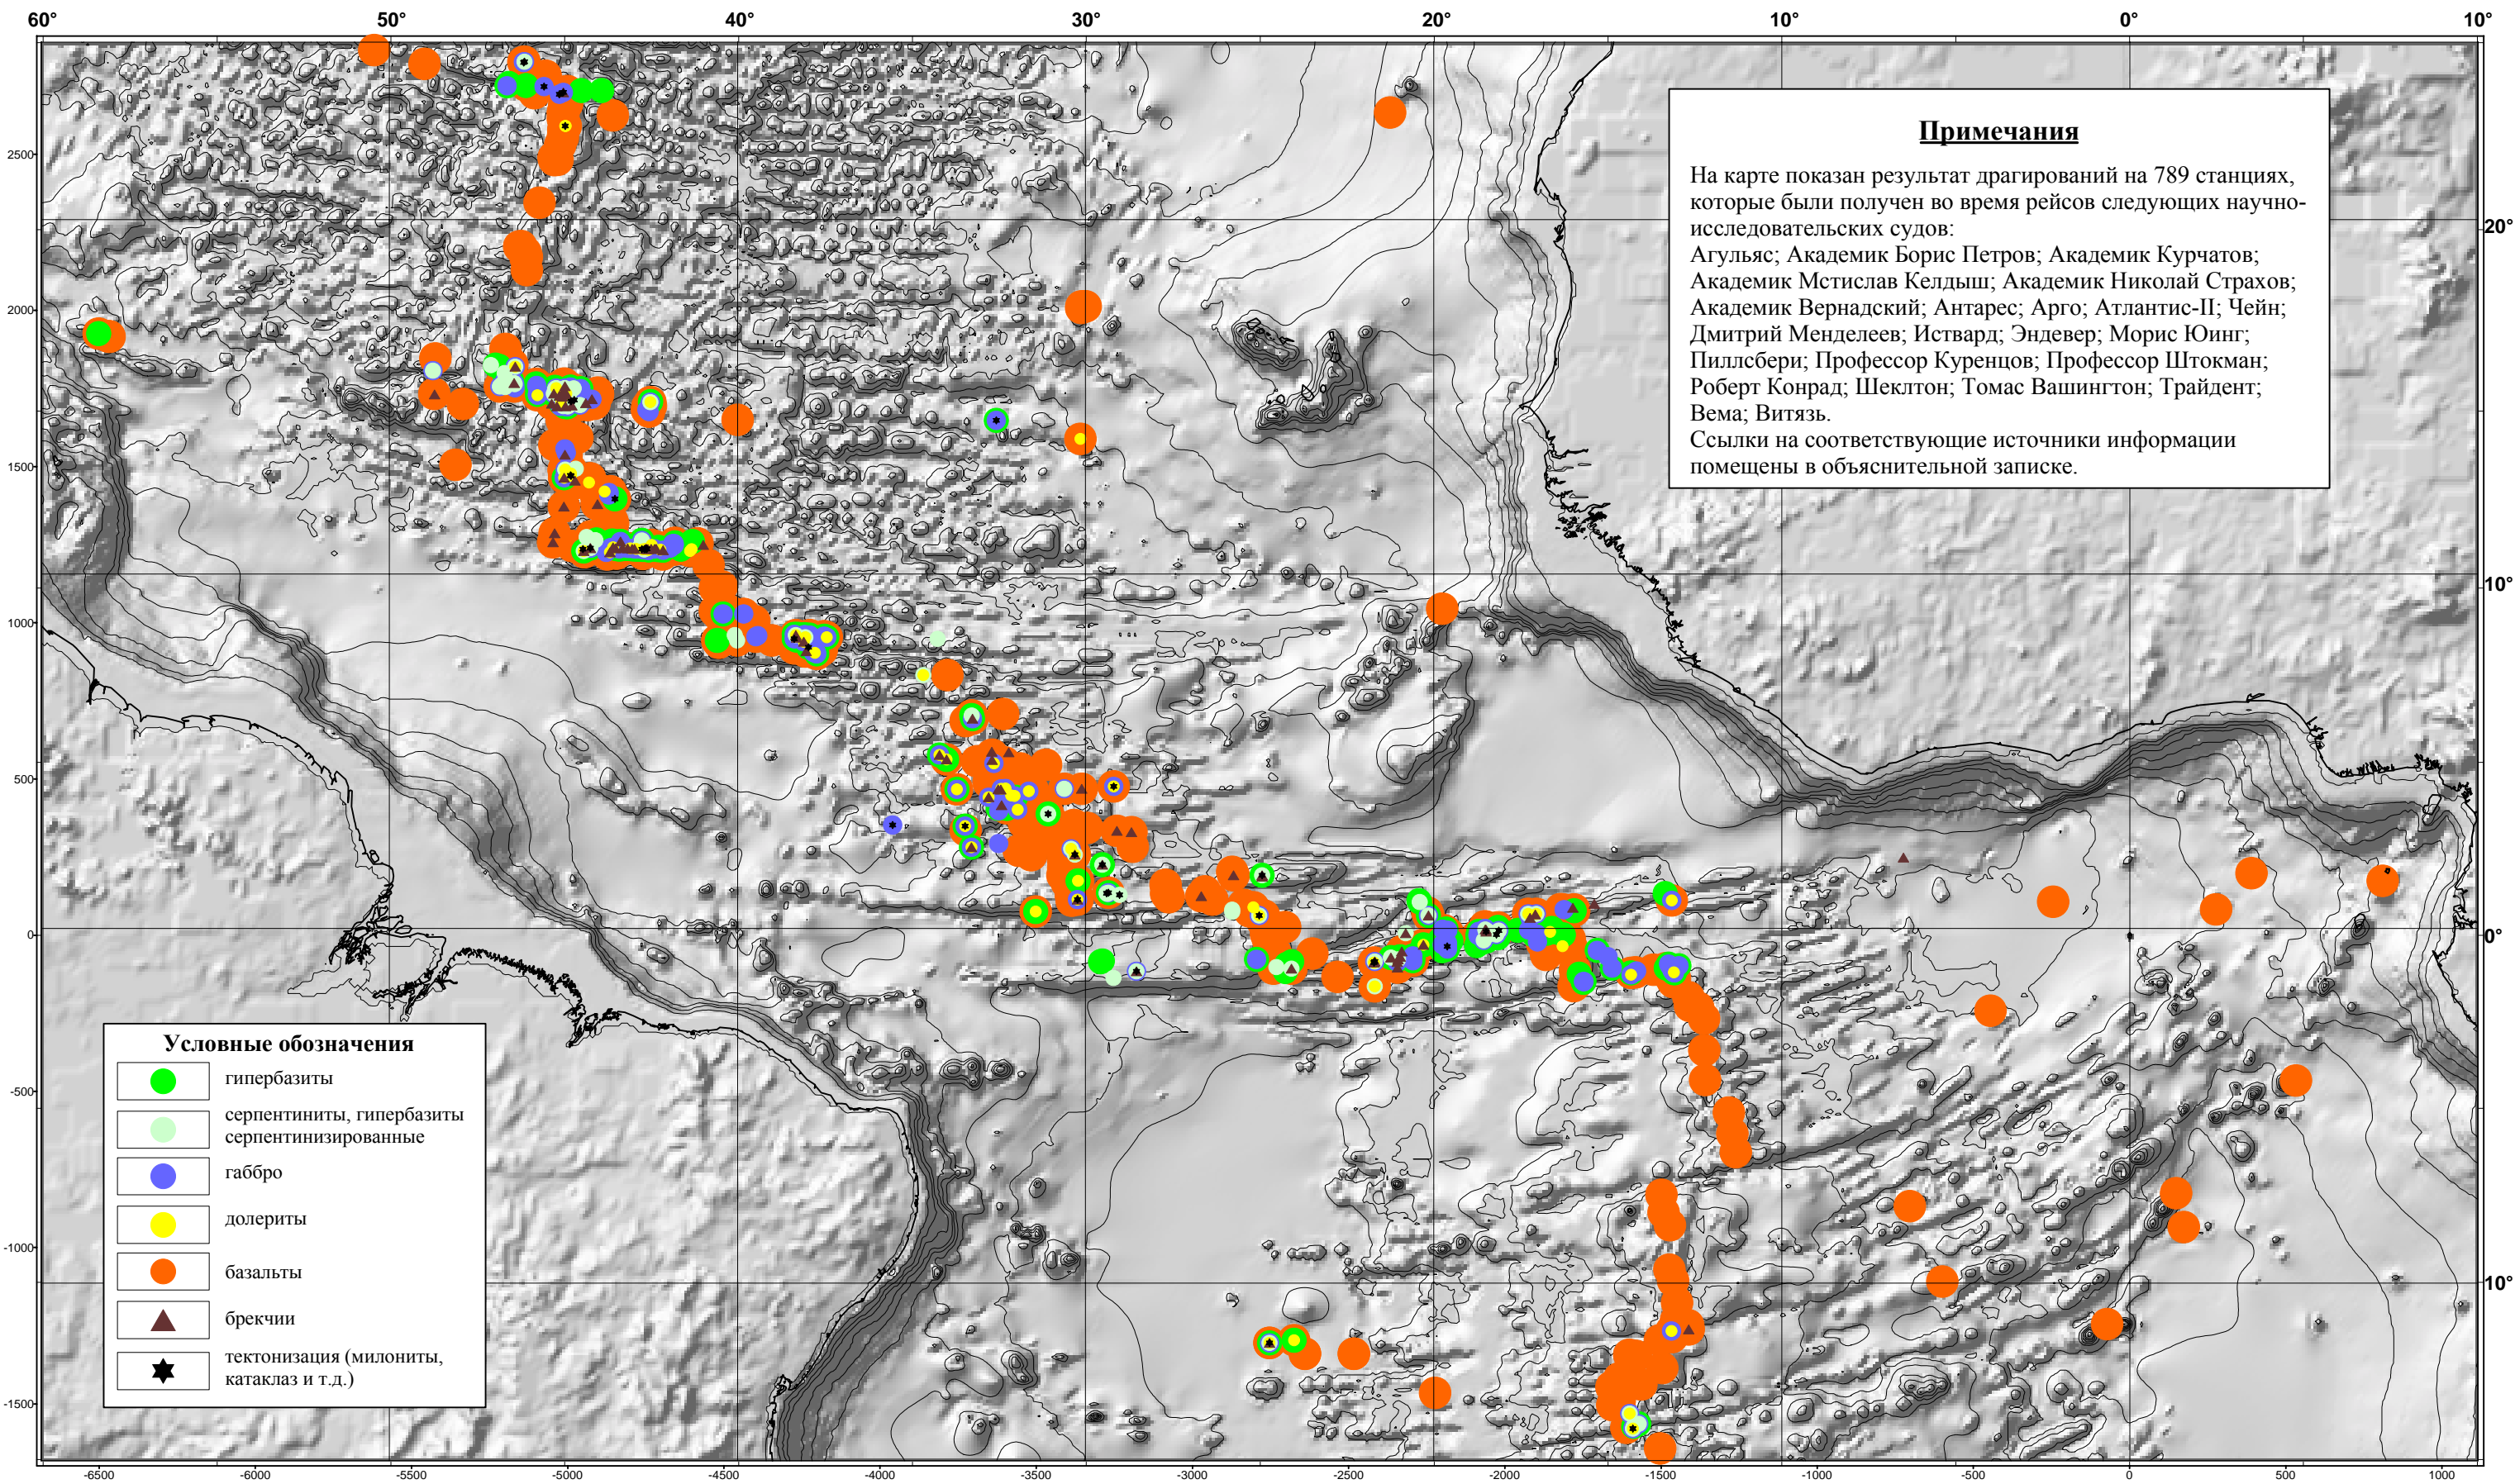 60° 50° 40° 30° 20° 10° 0° 10°
Примечания
На карте показан результат драгирований на 789 станциях,
которые были получен во время рейсов следующих научно-
исследовательских судов:
Агульяс; Академик Борис Петров; Академик Курчатов;
Академик Мстислав Келдыш; Академик Николай Страхов;
Академик Вернадский; Антарес; Арго; Атлантис-II; Чейн;
Дмитрий Менделеев; Иствард; Эндевер; Морис Юинг;
Пиллсбери; Профессор Куренцов; Профессор Штокман;
Роберт Конрад; Шеклтон; Томас Вашингтон; Трайдент;
Вема; Витязь.
Ссылки на соответствующие источники информации
помещены в объяснительной записке.
2500
20°
2000
1500
10°
1000
500
0
0°
-500
-1000
10°
-1500
Условные обозначения
гипербазиты
серпентиниты, гипербазиты
серпентинизированные
габбро
долериты
базальты
брекчии
тектонизация (милониты,
катаклаз и т.д.)
-6500 -6000 -5500 -5000 -4500 -4000 -3500 -3000 -2500 -2000 -1500 -1000 -500 0 500 1000